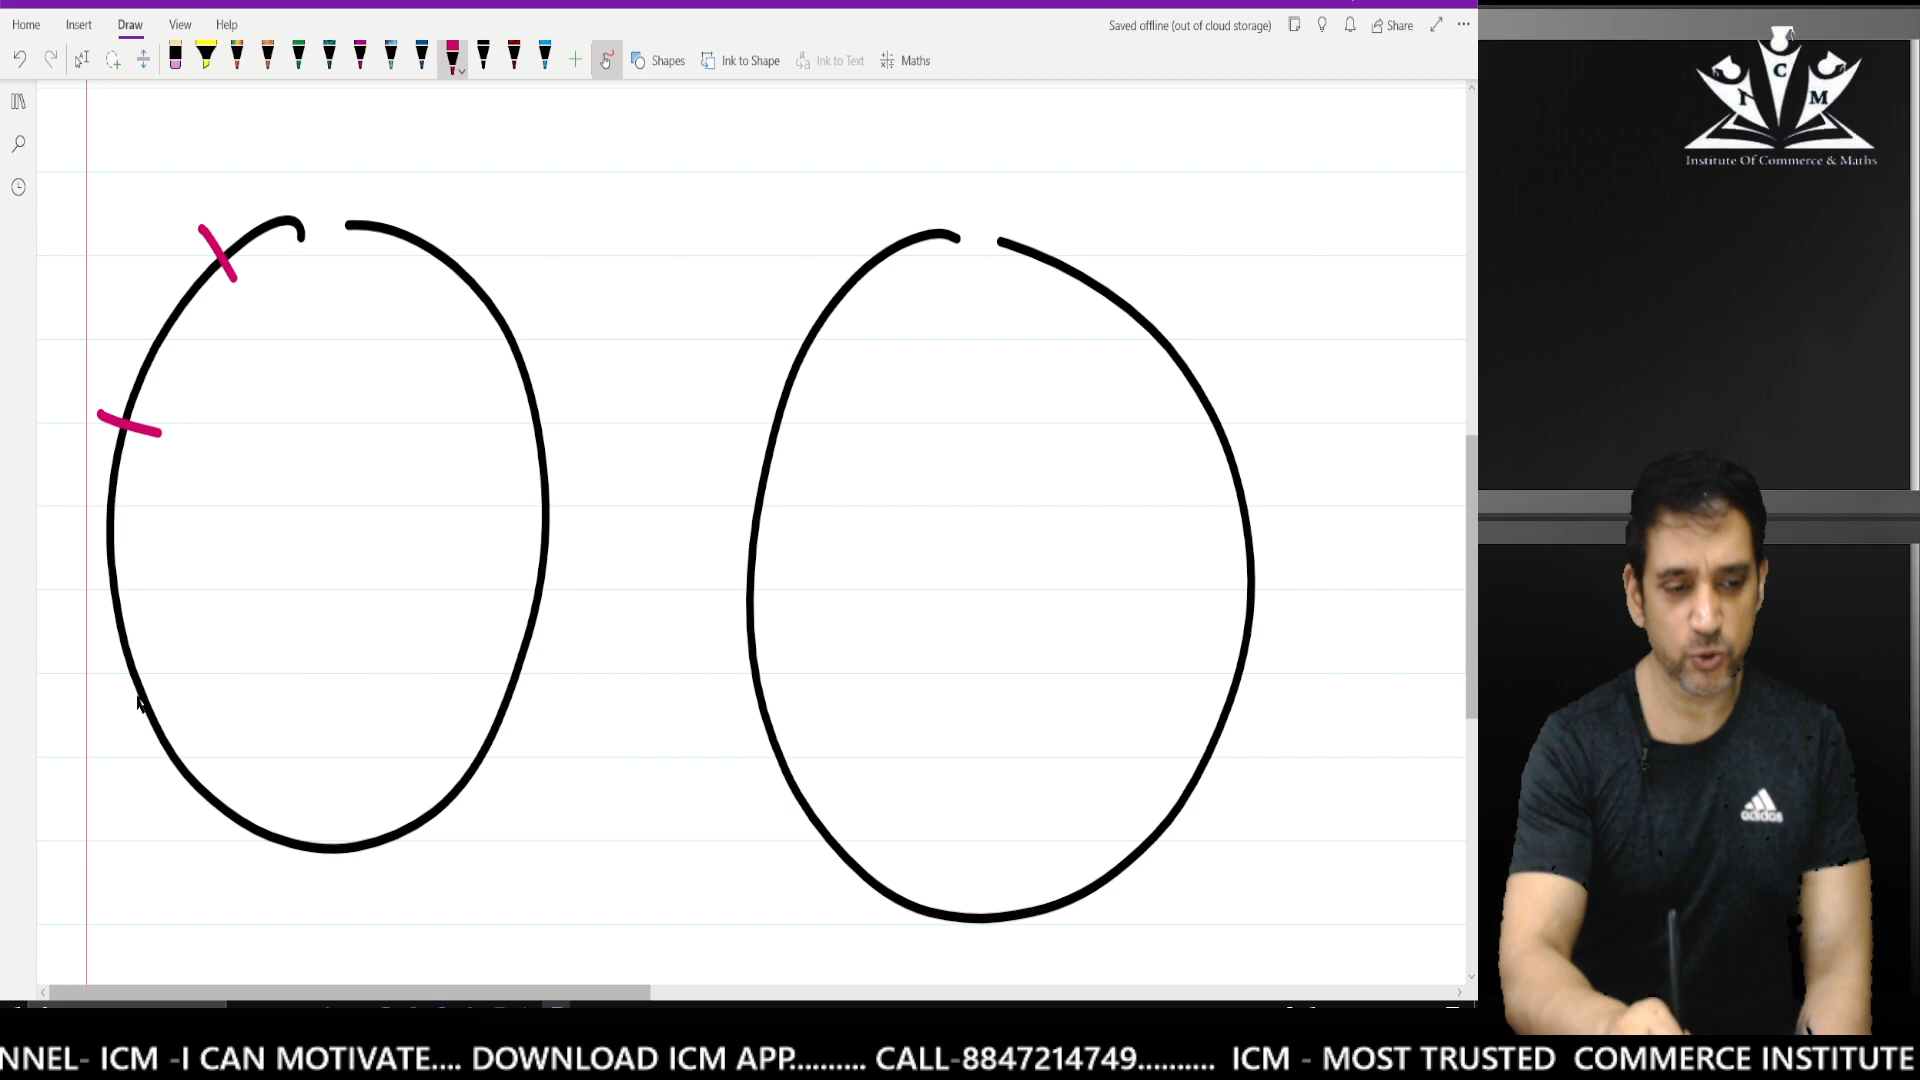 Home Insert Draw View Help
Saved offline (out of cloud storage) Share
Shapes Ink to Shape Ink to Text Maths
I C M
Institute Of Commerce & Maths
adidas
NNEL- ICM -I CAN MOTIVATE.... DOWNLOAD ICM APP.......... CALL-8847214749.......... ICM - MOST TRUSTED COMMERCE INSTITUTE